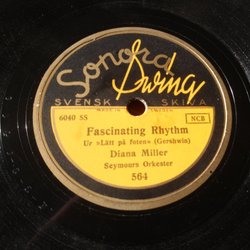 Sonora
Swing
SVENSK SKIVA
6040 SS
NCB
Fascinating Rhythm
Ur »Lätt på foten» (Gershwin)
Diana Miller
Seymours Orkester
564